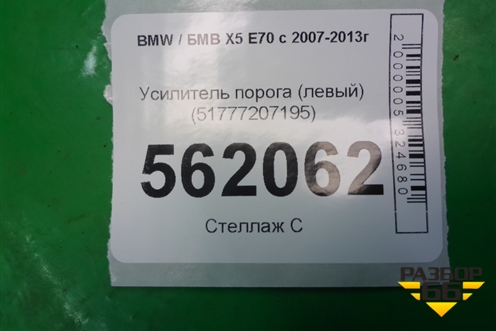 BMW / БМВ X5 E70 с 2007-2013г
Усилитель порога (левый)
(51777207195)
562062
Стеллаж С
2000005324680
РАЗБОР
66